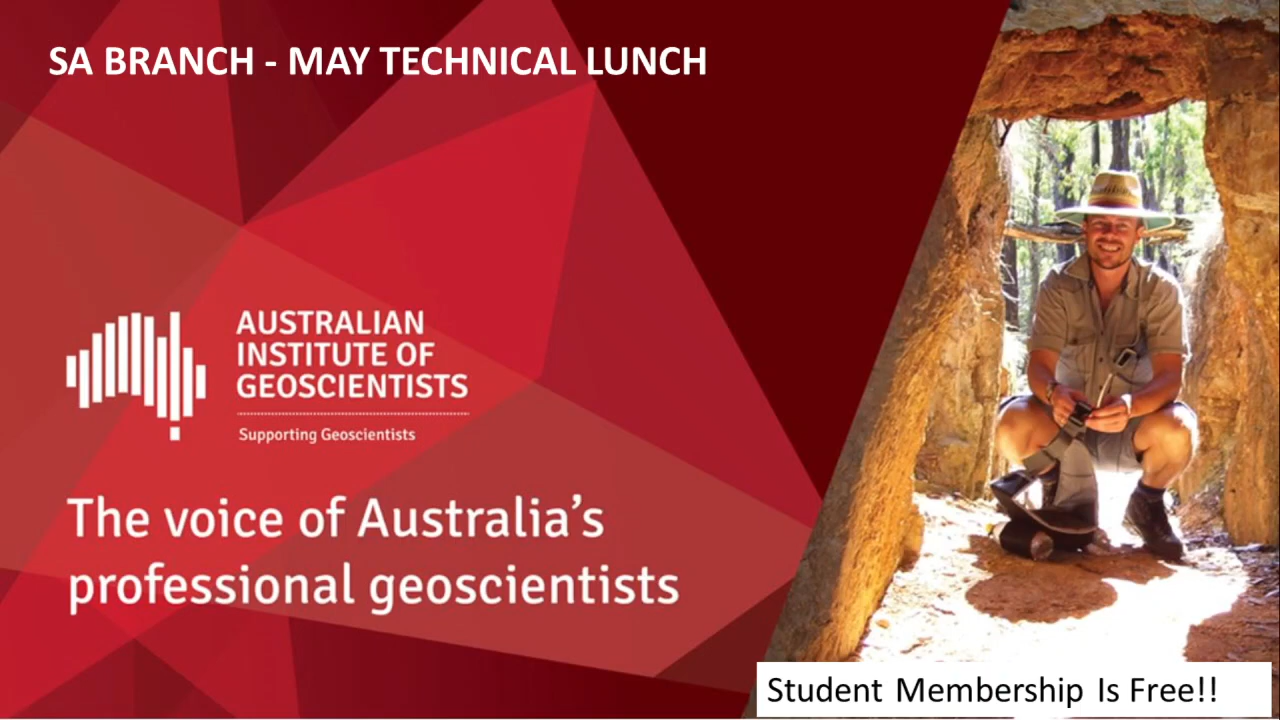 SA BRANCH - MAY TECHNICAL LUNCH
AUSTRALIAN
INSTITUTE OF
GEOSCIENTISTS
Supporting Geoscientists
The voice of Australia’s
professional geoscientists
Student Membership Is Free!!